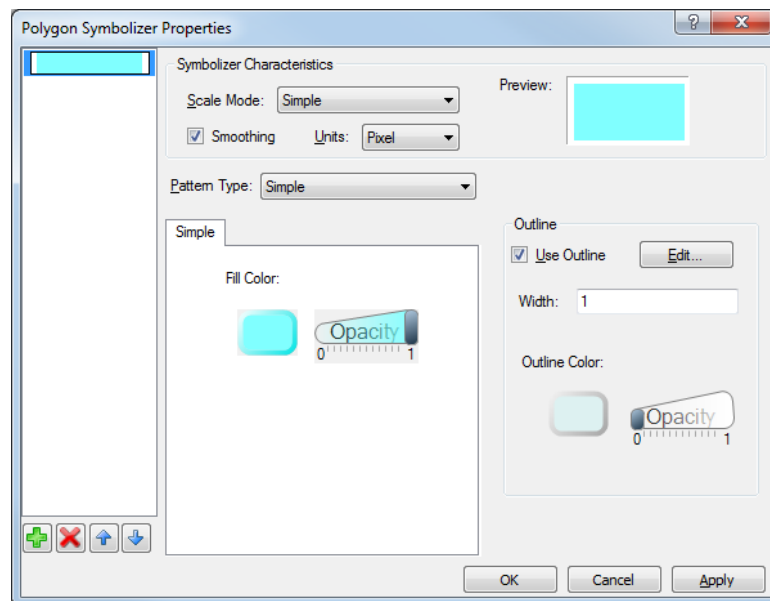 Polygon Symbolizer Properties
?
Symbolizer Characteristics
Scale Mode: Simple
Preview:
Smoothing Units: Pixel
Pattern Type: Simple
Simple
Fill Color:
Opacity
0 1
Outline
Use Outline Edit...
Width: 1
Outline Color:
Opacity
0 1
OK Cancel Apply